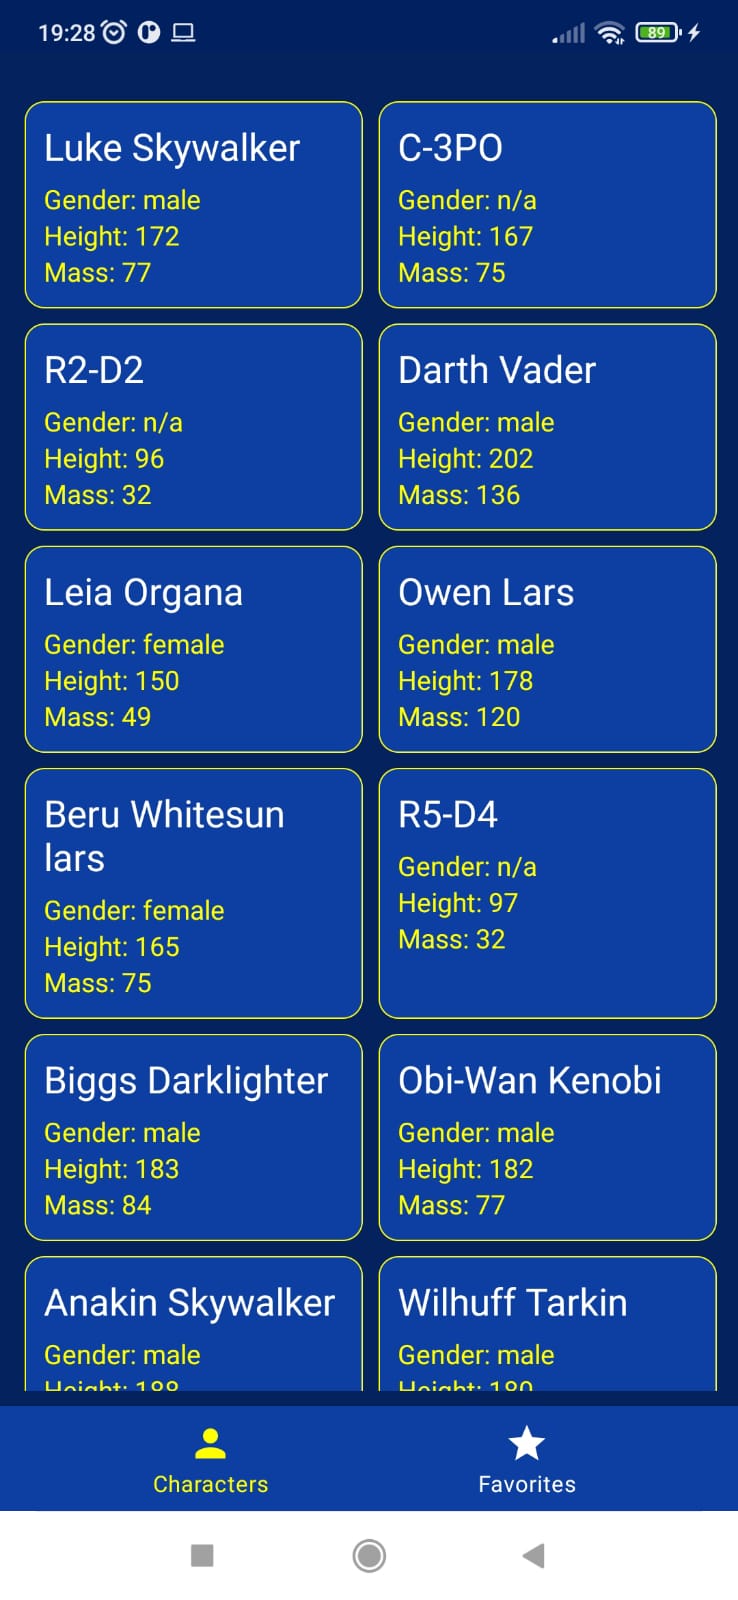 19:28
89
Luke Skywalker
Gender: male
Height: 172
Mass: 77
C-3PO
Gender: n/a
Height: 167
Mass: 75
R2-D2
Gender: n/a
Height: 96
Mass: 32
Darth Vader
Gender: male
Height: 202
Mass: 136
Leia Organa
Gender: female
Height: 150
Mass: 49
Owen Lars
Gender: male
Height: 178
Mass: 120
Beru Whitesun
lars
Gender: female
Height: 165
Mass: 75
R5-D4
Gender: n/a
Height: 97
Mass: 32
Biggs Darklighter
Gender: male
Height: 183
Mass: 84
Obi-Wan Kenobi
Gender: male
Height: 182
Mass: 77
Anakin Skywalker
Gender: male
Height: 188
Wilhuff Tarkin
Gender: male
Height: 180
Characters
Favorites